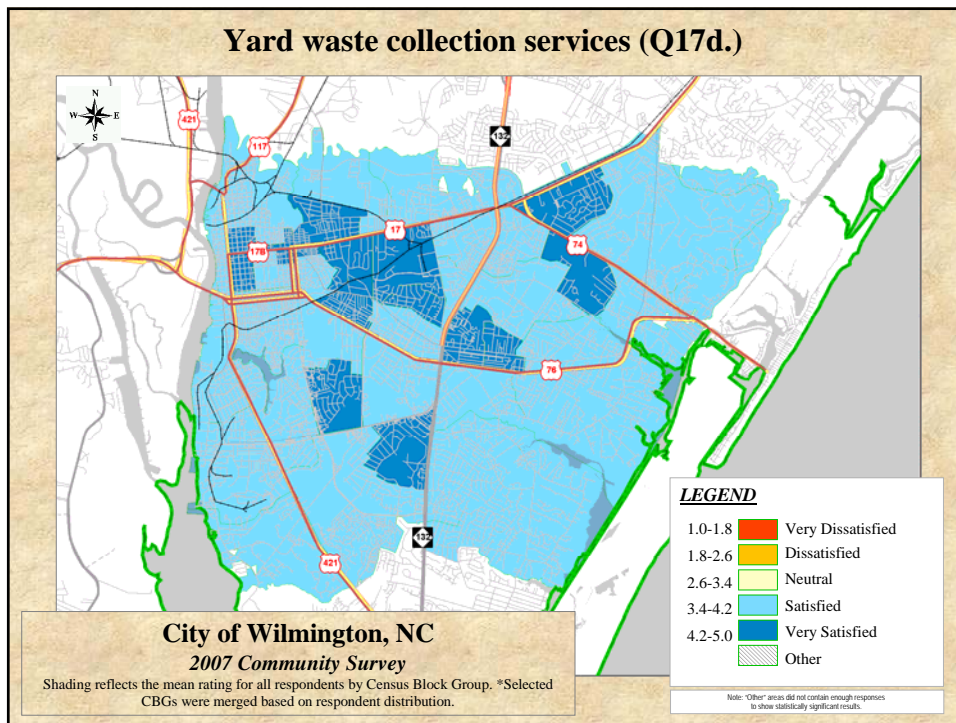 Yard waste collection services (Q17d.)
N
W E
S
421
117
132
17
17B
74
76
132
421
LEGEND
1.0-1.8 Very Dissatisfied
1.8-2.6 Dissatisfied
2.6-3.4 Neutral
3.4-4.2 Satisfied
4.2-5.0 Very Satisfied
Other
City of Wilmington, NC
2007 Community Survey
Shading reflects the mean rating for all respondents by Census Block Group. *Selected
CBGs were merged based on respondent distribution.
Note: "Other" areas did not contain enough responses
to show statistically significant results.